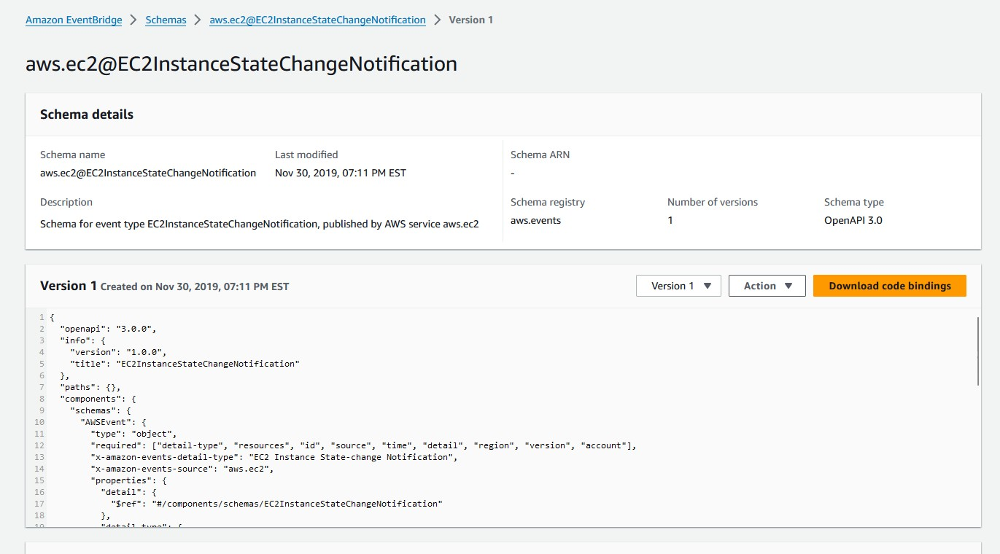 Amazon EventBridge > Schemas > aws.ec2@EC2InstanceStateChangeNotification > Version 1
aws.ec2@EC2InstanceStateChangeNotification
Schema details
Schema name
aws.ec2@EC2InstanceStateChangeNotification
Last modified
Nov 30, 2019, 07:11 PM EST
Description
Schema for event type EC2InstanceStateChangeNotification, published by AWS service aws.ec2
Schema ARN
-
Schema registry
aws.events
Number of versions
1
Schema type
OpenAPI 3.0
Version 1 Created on Nov 30, 2019, 07:11 PM EST
Version 1 ▼ Action ▼ Download code bindings
1 {
2   "openapi": "3.0.0",
3   "info": {
4     "version": "1.0.0",
5     "title": "EC2InstanceStateChangeNotification"
6   },
7   "paths": {},
8   "components": {
9     "schemas": {
10       "AWSEvent": {
11         "type": "object",
12         "required": ["detail-type", "resources", "id", "source", "time", "detail", "region", "version", "account"],
13         "x-amazon-events-detail-type": "EC2 Instance State-change Notification",
14         "x-amazon-events-source": "aws.ec2",
15         "properties": {
16           "detail": {
17             "$ref": "#/components/schemas/EC2InstanceStateChangeNotification"
18           },
19           "detail-type": {